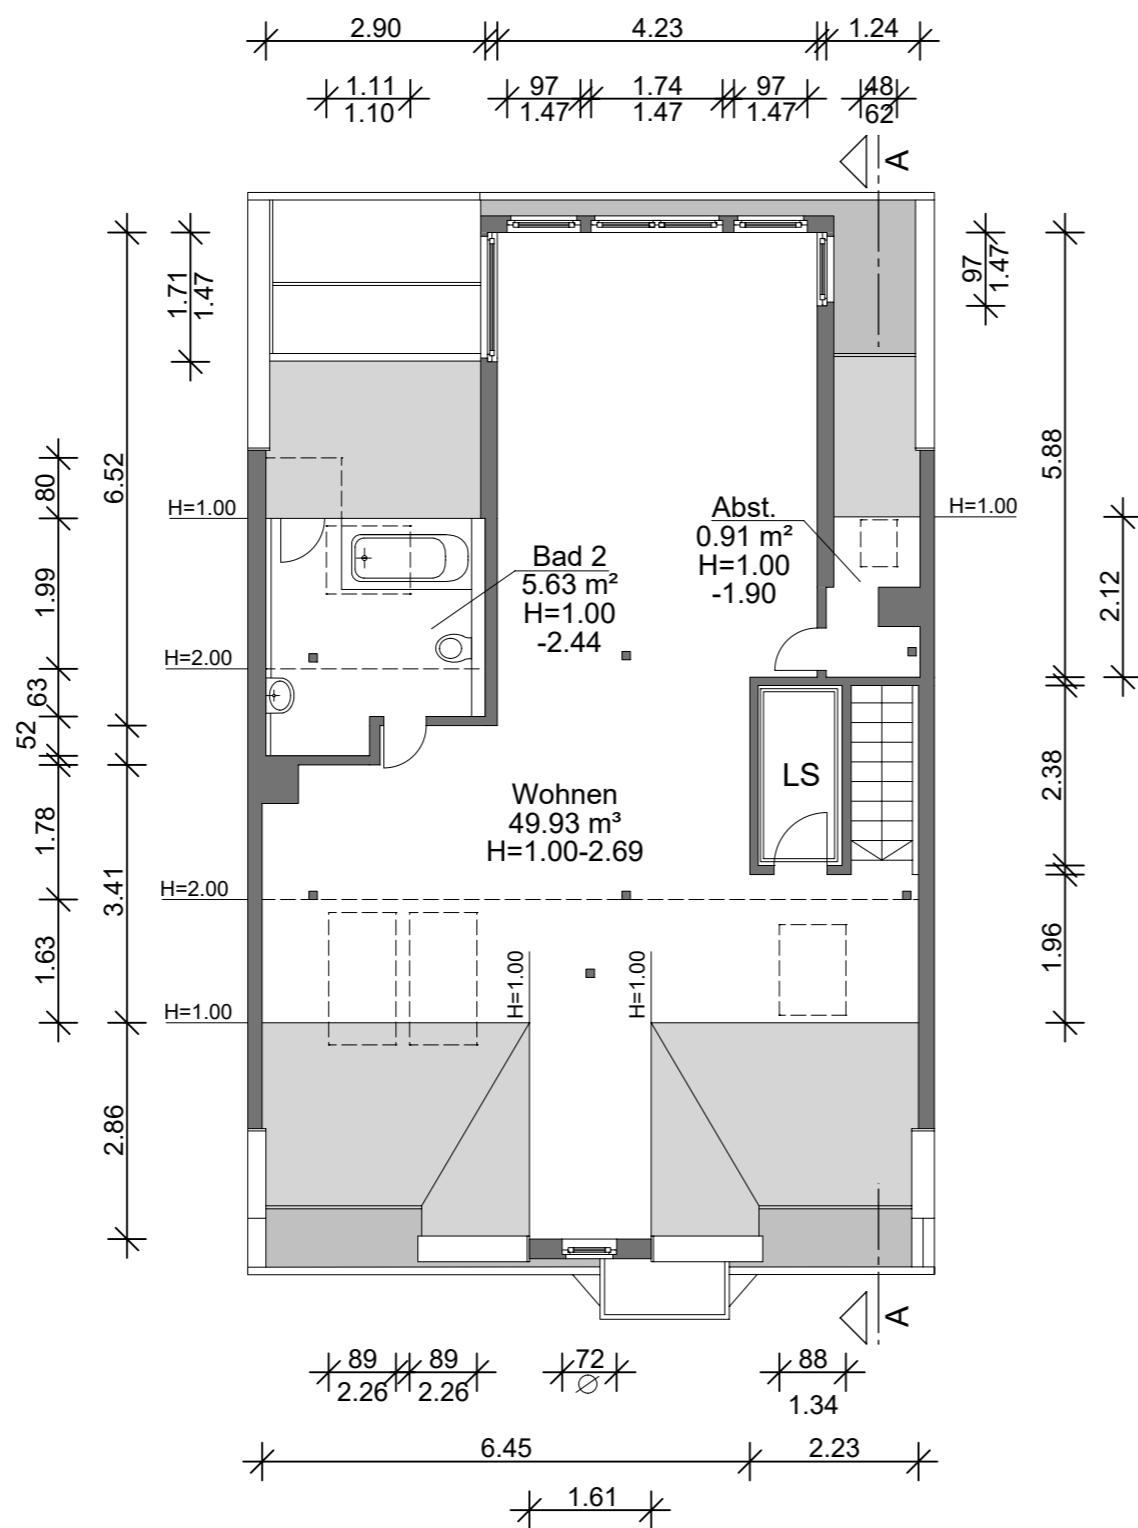 2.90
4.23
1.24
1.11
1.10
97
1.47
1.74
1.47
97
1.47
48
62
A
1.71
1.47
97
1.47
6.52
5.88
80
H=1.00
H=1.00
Abst.
0.91 m²
H=1.00
-1.90
Bad 2
5.63 m²
H=1.00
-2.44
1.99
2.12
H=2.00
63
52
LS
2.38
Wohnen
49.93 m³
H=1.00-2.69
1.78
3.41
H=2.00
1.63
1.96
H=1.00
H=1.00
H=1.00
2.86
A
89
2.26
89
2.26
72
∅
88
1.34
6.45
2.23
1.61